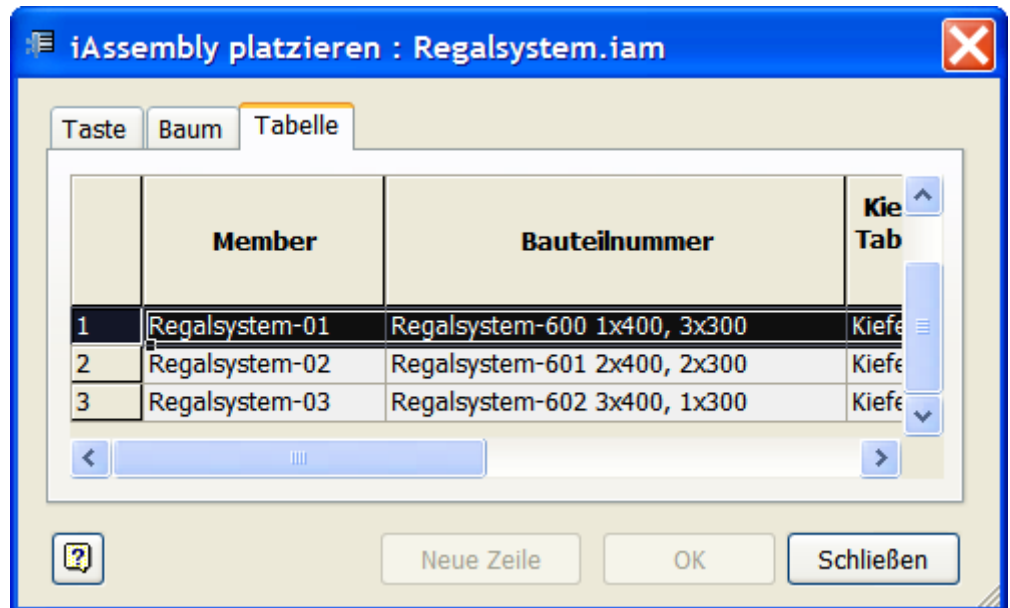 iAssembly platzieren : Regalsystem.iam
Taste Baum Tabelle
Member Bauteilnummer Kie
Tab
1 Regalsystem-01 Regalsystem-600 1x400, 3x300 Kiefe
2 Regalsystem-02 Regalsystem-601 2x400, 2x300 Kiefe
3 Regalsystem-03 Regalsystem-602 3x400, 1x300 Kiefe
Neue Zeile OK Schließen